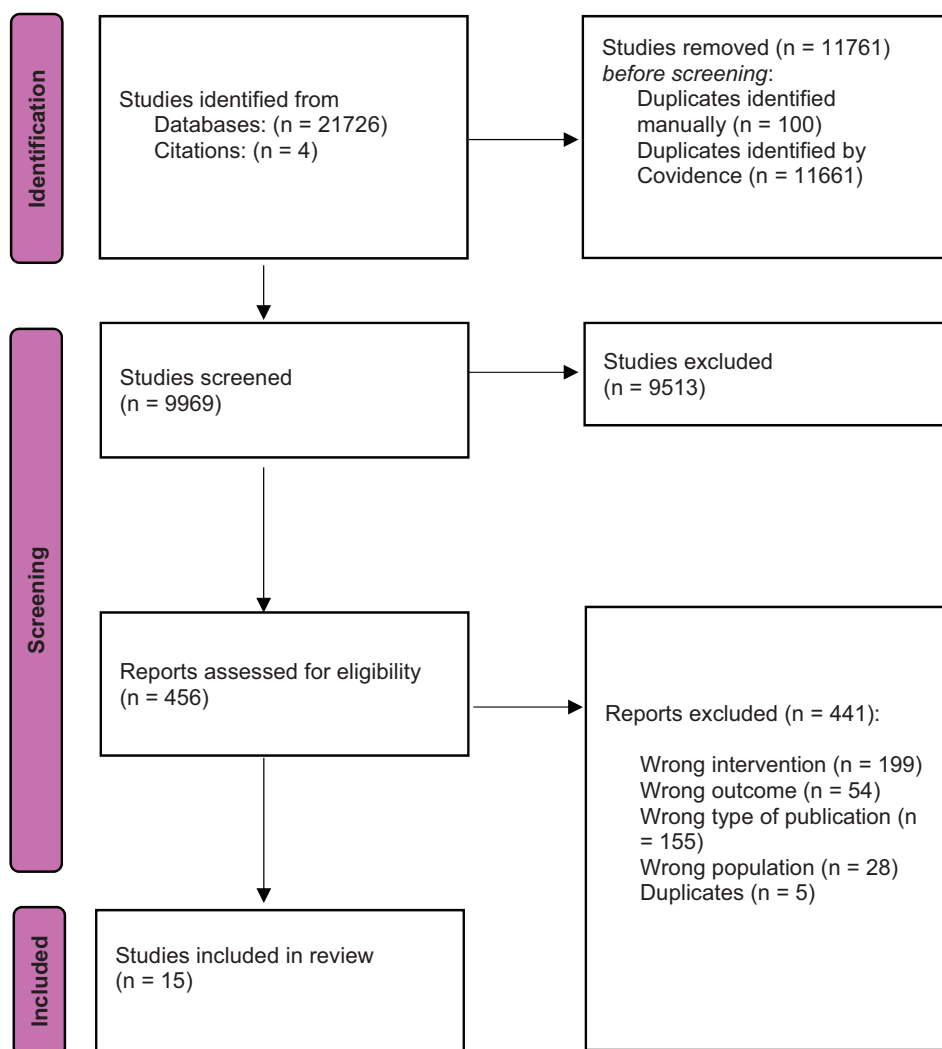 Identification
Studies identified from
Databases: (n = 21726)
Citations: (n = 4)
Studies removed (n = 11761)
before screening:
Duplicates identified
manually (n = 100)
Duplicates identified by
Covidence (n = 11661)
Screening
Studies screened
(n = 9969)
Studies excluded
(n = 9513)
Reports assessed for eligibility
(n = 456)
Reports excluded (n = 441):
Wrong intervention (n = 199)
Wrong outcome (n = 54)
Wrong type of publication (n
= 155)
Wrong population (n = 28)
Duplicates (n = 5)
Included
Studies included in review
(n = 15)